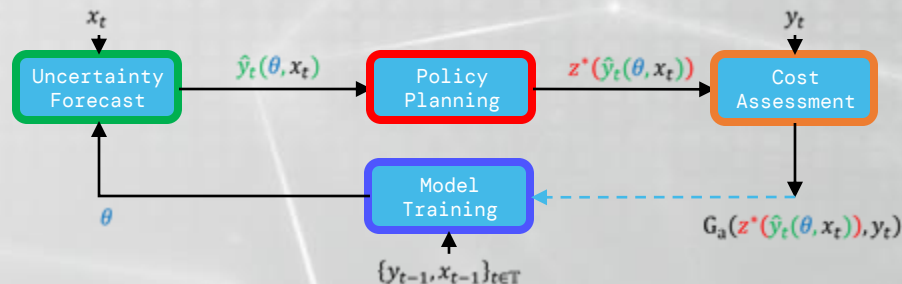 x_t
y_t
Uncertainty
Forecast
ŷ_t(θ, x_t)
Policy
Planning
z*(ŷ_t(θ, x_t))
Cost
Assessment
Model
Training
θ
G_a(z*(ŷ_t(θ, x_t)), y_t)
{y_{t−1}, x_{t−1}}_{t∈𝕋}